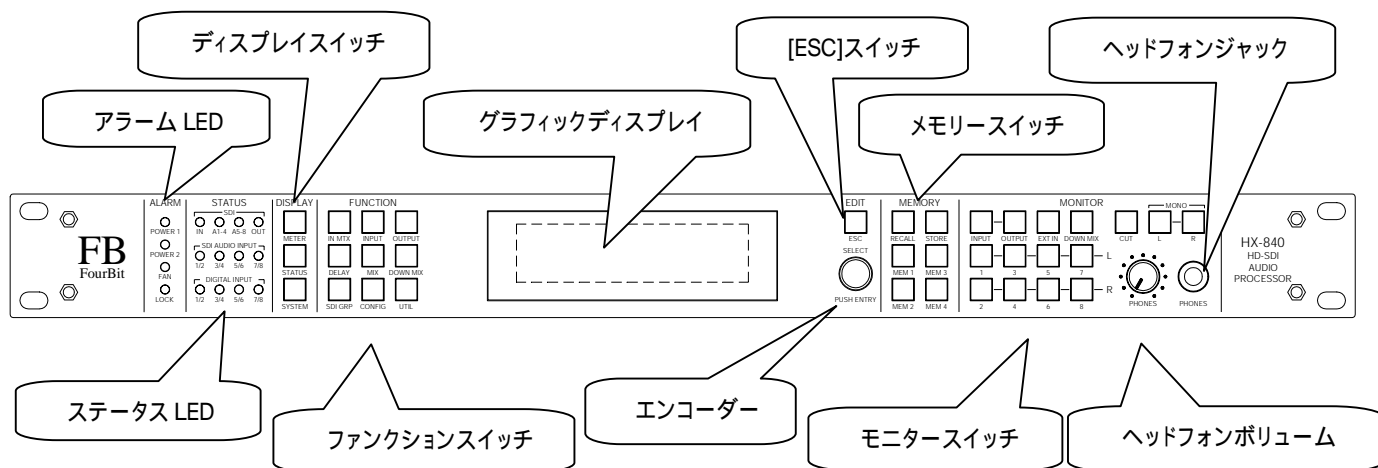 ディスプレイスイッチ
[ESC]スイッチ
ヘッドフォンジャック
アラーム LED
グラフィックディスプレイ
メモリースイッチ
ALARM
STATUS
DISPLAY
FUNCTION
EDIT
MEMORY
MONITOR
SDI
MONO
IN A1-4 A5-8 OUT
POWER 1
METER
IN MTX INPUT OUTPUT
ESC
RECALL STORE
INPUT OUTPUT EXT IN DOWN MIX
CUT
L R
FB
FourBit
SDI AUDIO INPUT
POWER 2
1/2 3/4 5/6 7/8
STATUS
DELAY MIX DOWN MIX
SELECT
MEM 1 MEM 3
1 3 5 7
L
HX-840
HD-SDI
AUDIO
PROCESSOR
FAN
DIGITAL INPUT
LOCK
1/2 3/4 5/6 7/8
SYSTEM
SDI GRP CONFIG UTIL
PUSH ENTRY
MEM 2 MEM 4
2 4 6 8
R
PHONES
PHONES
ステータス LED
ファンクションスイッチ
エンコーダー
モニタースイッチ
ヘッドフォンボリューム